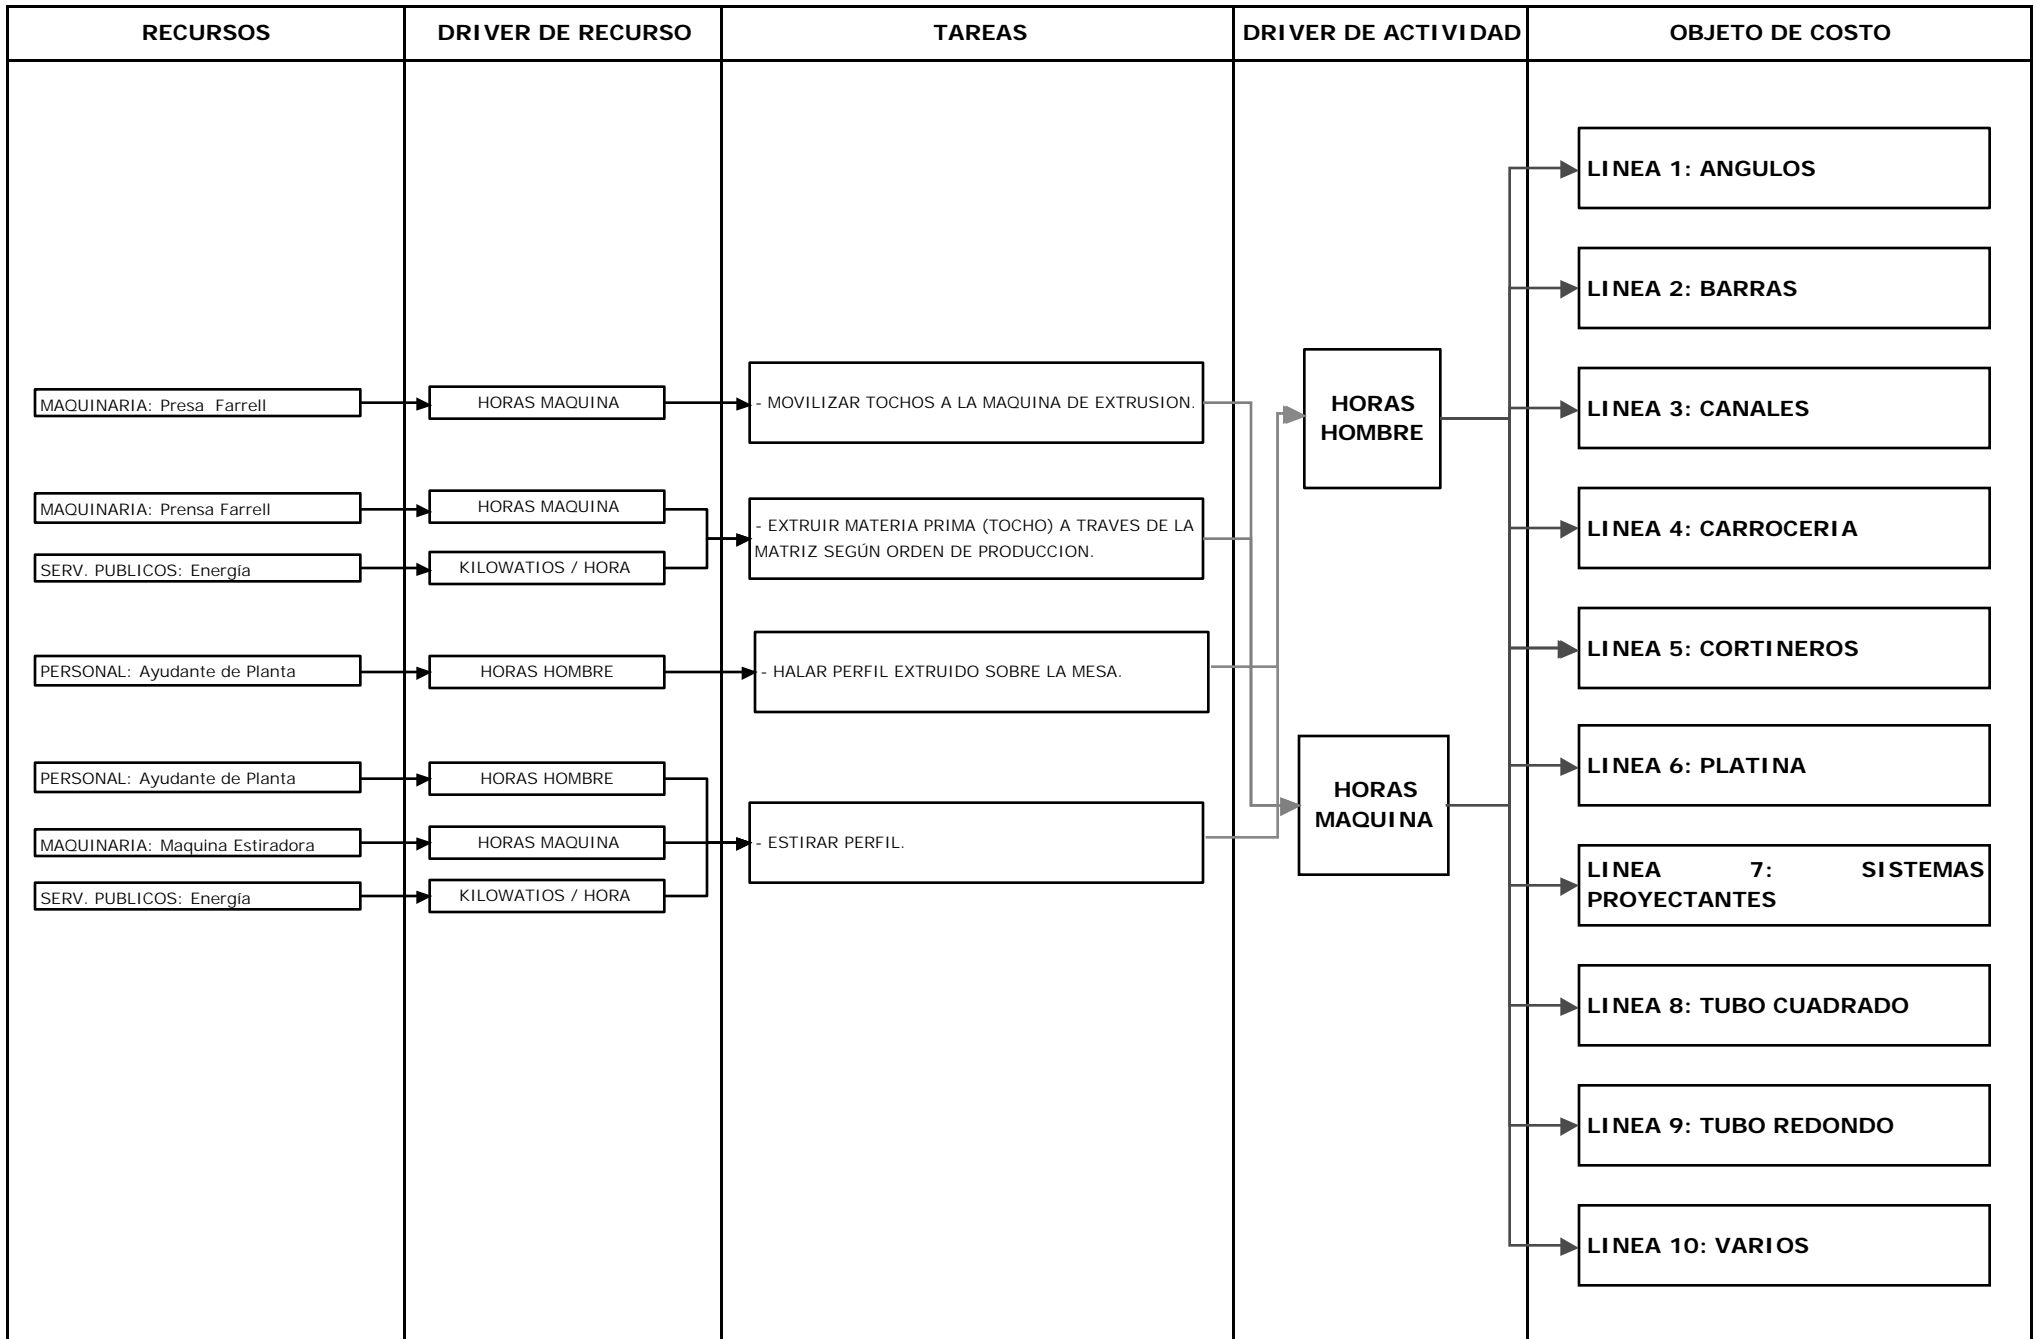 RECURSOS
DRIVER DE RECURSO
TAREAS
DRIVER DE ACTIVIDAD
OBJETO DE COSTO
MAQUINARIA: Presa Farrell
MAQUINARIA: Prensa Farrell
SERV. PUBLICOS: Energía
PERSONAL: Ayudante de Planta
PERSONAL: Ayudante de Planta
MAQUINARIA: Maquina Estiradora
SERV. PUBLICOS: Energía
HORAS MAQUINA
HORAS MAQUINA
KILOWATIOS / HORA
HORAS HOMBRE
HORAS HOMBRE
HORAS MAQUINA
KILOWATIOS / HORA
- MOVILIZAR TOCHOS A LA MAQUINA DE EXTRUSION.
- EXTRUIR MATERIA PRIMA (TOCHO) A TRAVES DE LA
MATRIZ SEGÚN ORDEN DE PRODUCCION.
- HALAR PERFIL EXTRUIDO SOBRE LA MESA.
- ESTIRAR PERFIL.
HORAS
HOMBRE
HORAS
MAQUINA
LINEA 1: ANGULOS
LINEA 2: BARRAS
LINEA 3: CANALES
LINEA 4: CARROCERIA
LINEA 5: CORTINEROS
LINEA 6: PLATINA
LINEA 7: SISTEMAS
PROYECTANTES
LINEA 8: TUBO CUADRADO
LINEA 9: TUBO REDONDO
LINEA 10: VARIOS